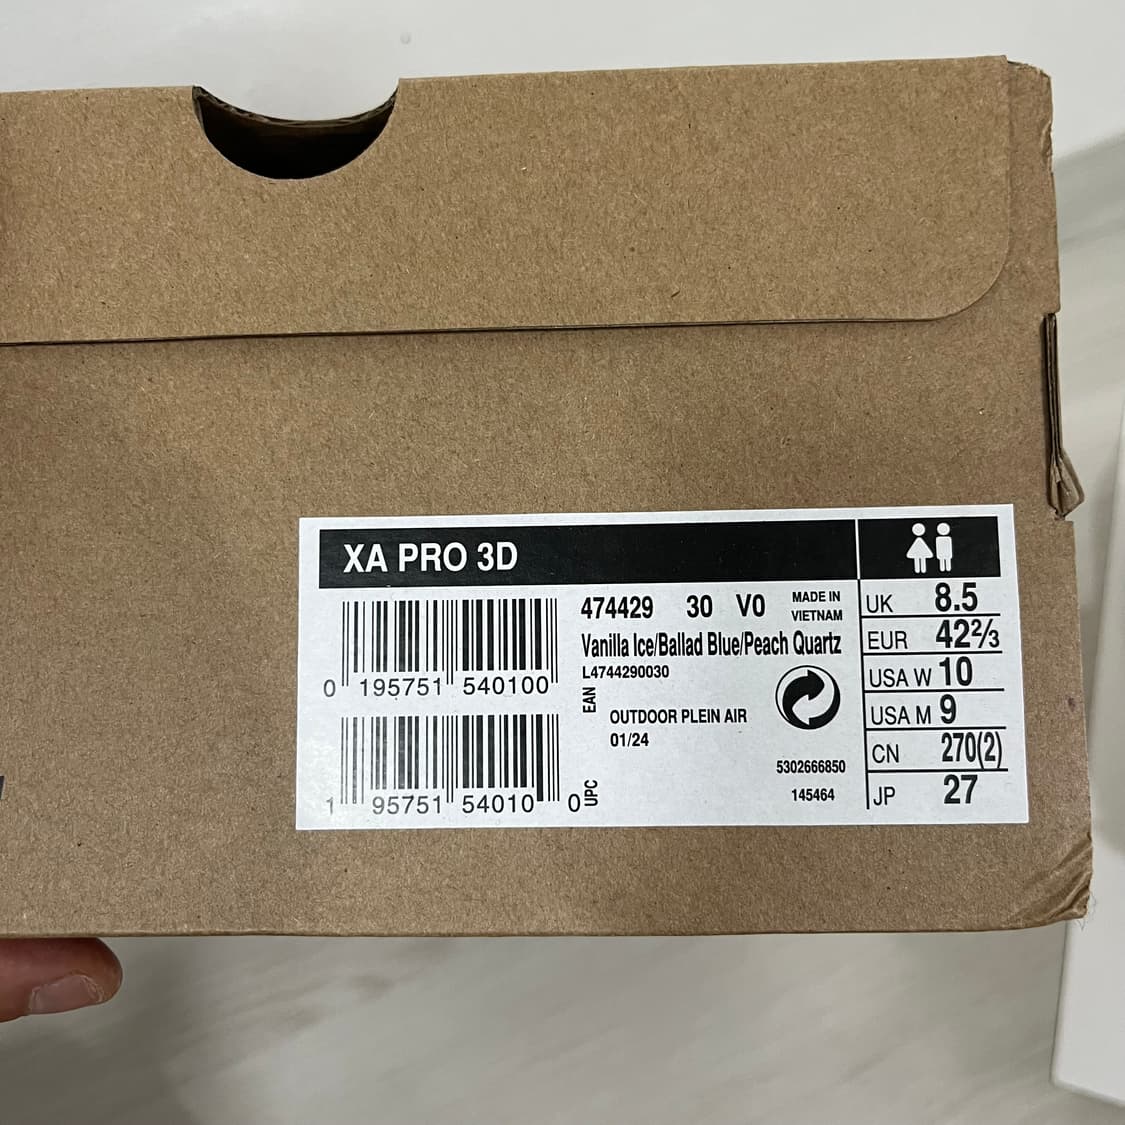 XA PRO 3D
474429 30 V0
MADE IN
VIETNAM
Vanilla Ice/Ballad Blue/Peach Quartz
L4744290030
0 195751 540100
EAN
OUTDOOR PLEIN AIR
01/24
5302666850
145464
1 95751 54010 0
UPC
UK 8.5
EUR 42⅔
USA W 10
USA M 9
CN 270(2)
JP 27